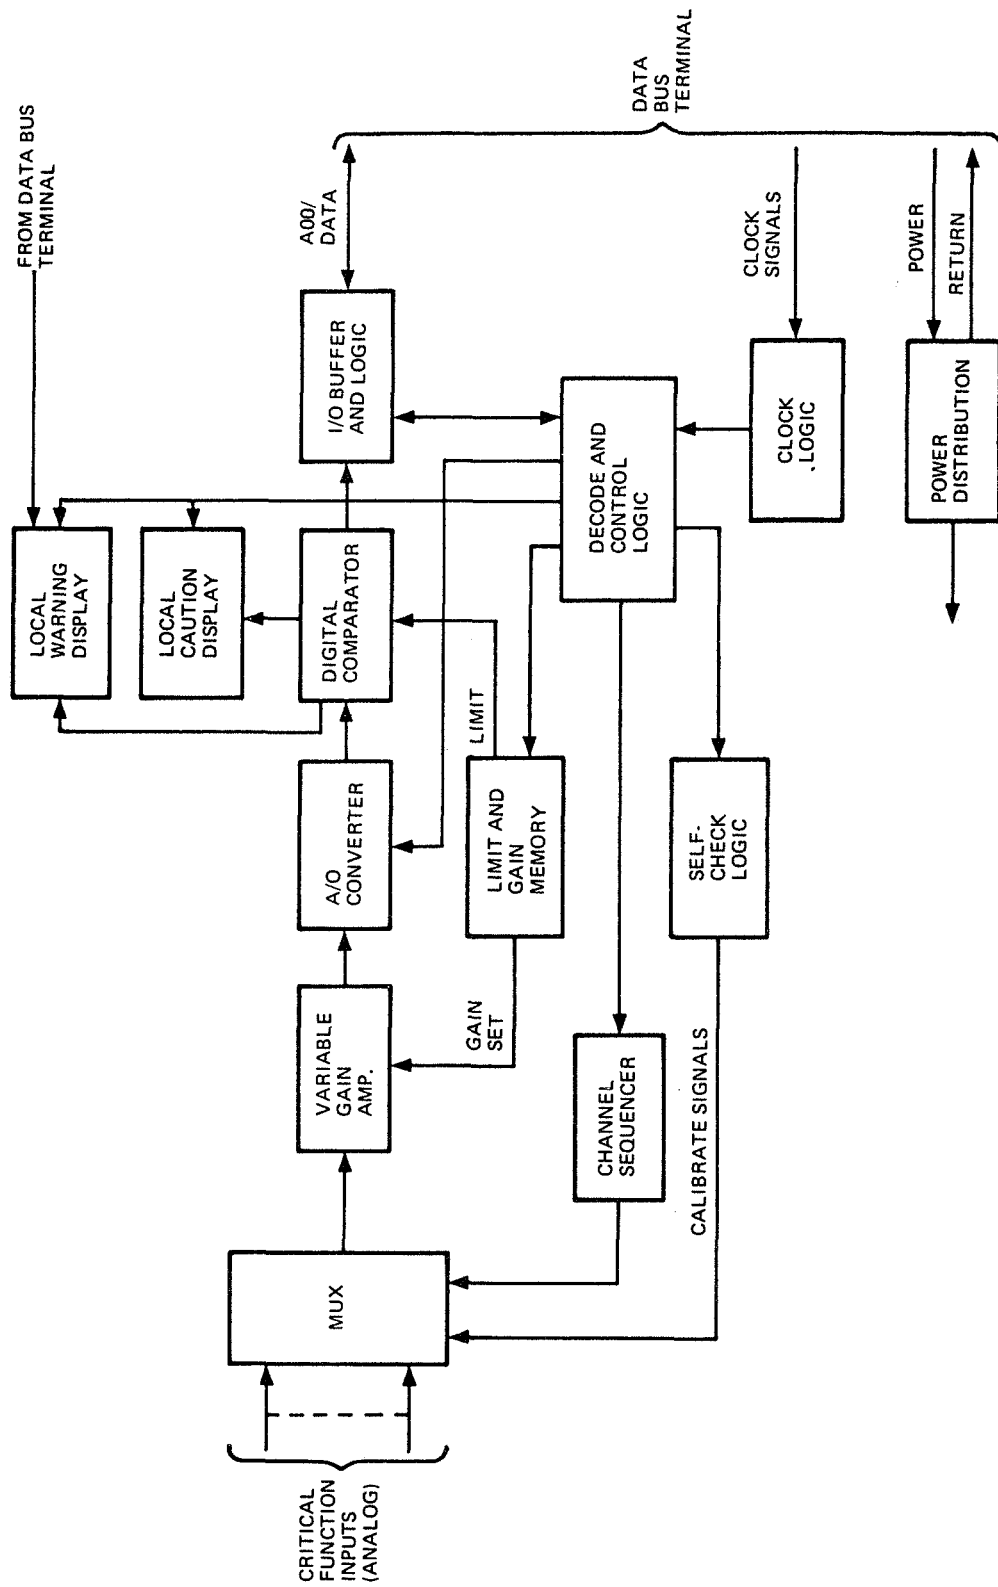 FROM DATA BUS
TERMINAL
LOCAL
WARNING
DISPLAY
LOCAL
CAUTION
DISPLAY
CRITICAL
FUNCTION
INPUTS
(ANALOG)
MUX
VARIABLE
GAIN
AMP.
A/O
CONVERTER
DIGITAL
COMPARATOR
I/O BUFFER
AND LOGIC
A00/
DATA
GAIN
SET
LIMIT
LIMIT AND
GAIN
MEMORY
CHANNEL
SEQUENCER
DECODE AND
CONTROL
LOGIC
DATA
BUS
TERMINAL
CALIBRATE SIGNALS
SELF-
CHECK
LOGIC
CLOCK
LOGIC
CLOCK
SIGNALS
POWER
DISTRIBUTION
POWER
RETURN